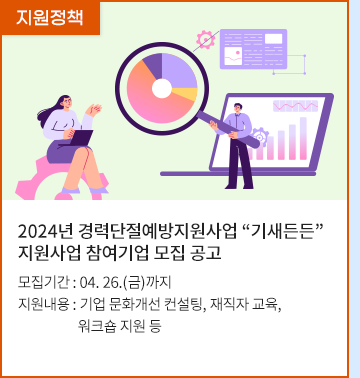 지원정책
2024년 경력단절예방지원사업 “기새든든”
지원사업 참여기업 모집 공고
모집기간 : 04. 26.(금)까지
지원내용 : 기업 문화개선 컨설팅, 재직자 교육,
워크숍 지원 등